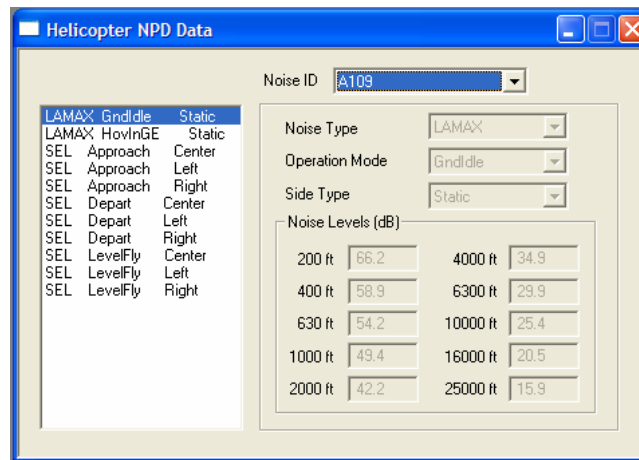 Helicopter NPD Data
Noise ID A109
LAMAX GndIdle Static
LAMAX HovInGE Static
SEL Approach Center
SEL Approach Left
SEL Approach Right
SEL Depart Center
SEL Depart Left
SEL Depart Right
SEL LevelFly Center
SEL LevelFly Left
SEL LevelFly Right
Noise Type LAMAX
Operation Mode GndIdle
Side Type Static
Noise Levels (dB)
200 ft 66.2 4000 ft 34.9
400 ft 58.9 6300 ft 29.9
630 ft 54.2 10000 ft 25.4
1000 ft 49.4 16000 ft 20.5
2000 ft 42.2 25000 ft 15.9